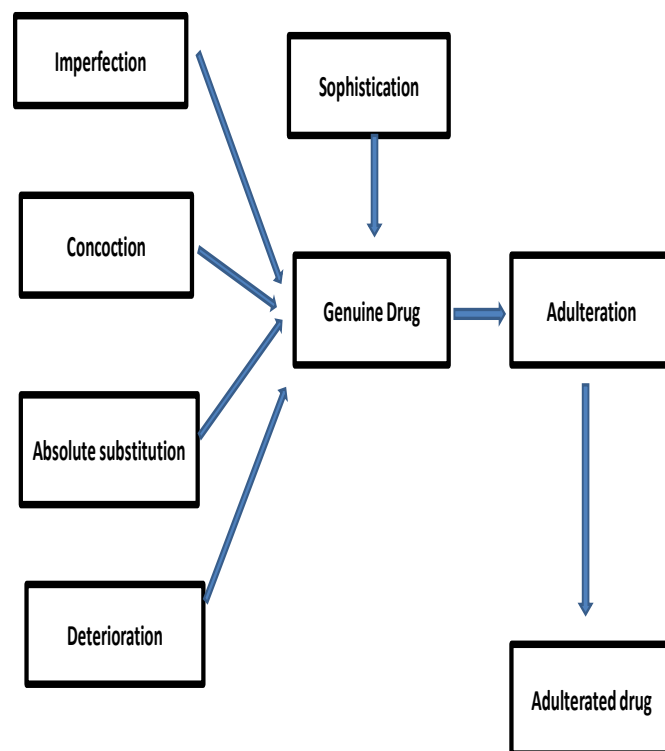 Imperfection
Sophistication
Concoction
Genuine Drug
Adulteration
Absolute substitution
Deterioration
Adulterated drug